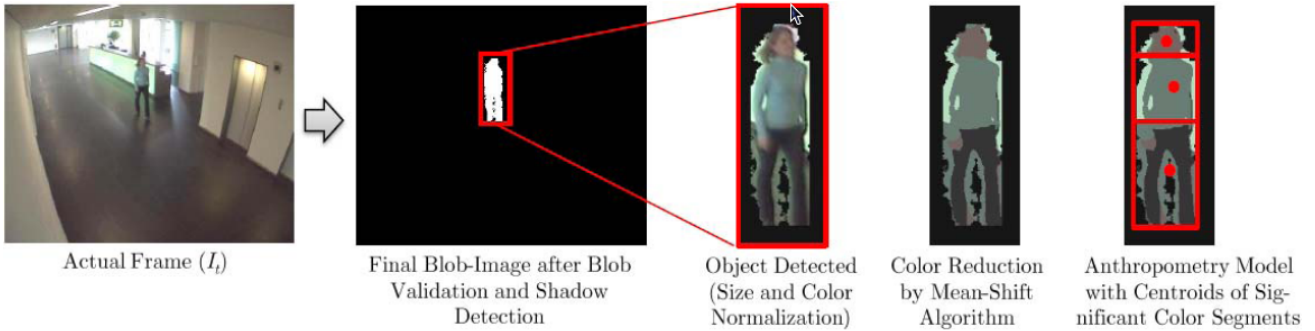 Actual Frame (I_t)
Final Blob-Image after Blob
Validation and Shadow
Detection
Object Detected
(Size and Color
Normalization)
Color Reduction
by Mean-Shift
Algorithm
Anthropometry Model
with Centroids of Sig-
nificant Color Segments